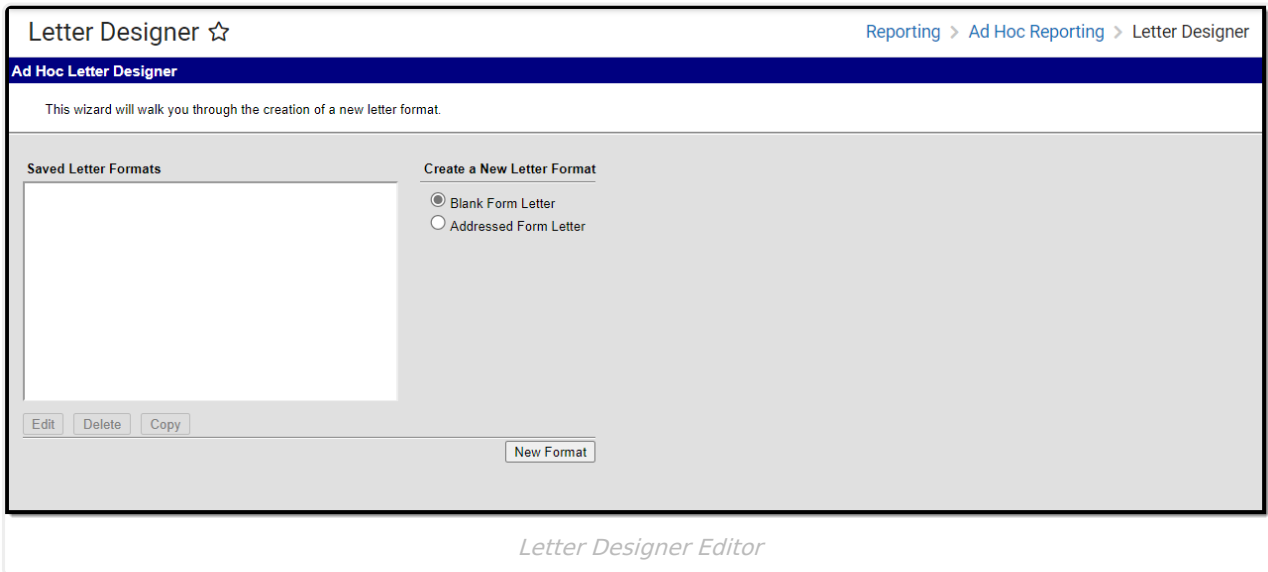 Letter Designer
Reporting > Ad Hoc Reporting > Letter Designer
Ad Hoc Letter Designer
This wizard will walk you through the creation of a new letter format.
Saved Letter Formats
Create a New Letter Format
Blank Form Letter
Addressed Form Letter
Edit Delete Copy
New Format
Letter Designer Editor